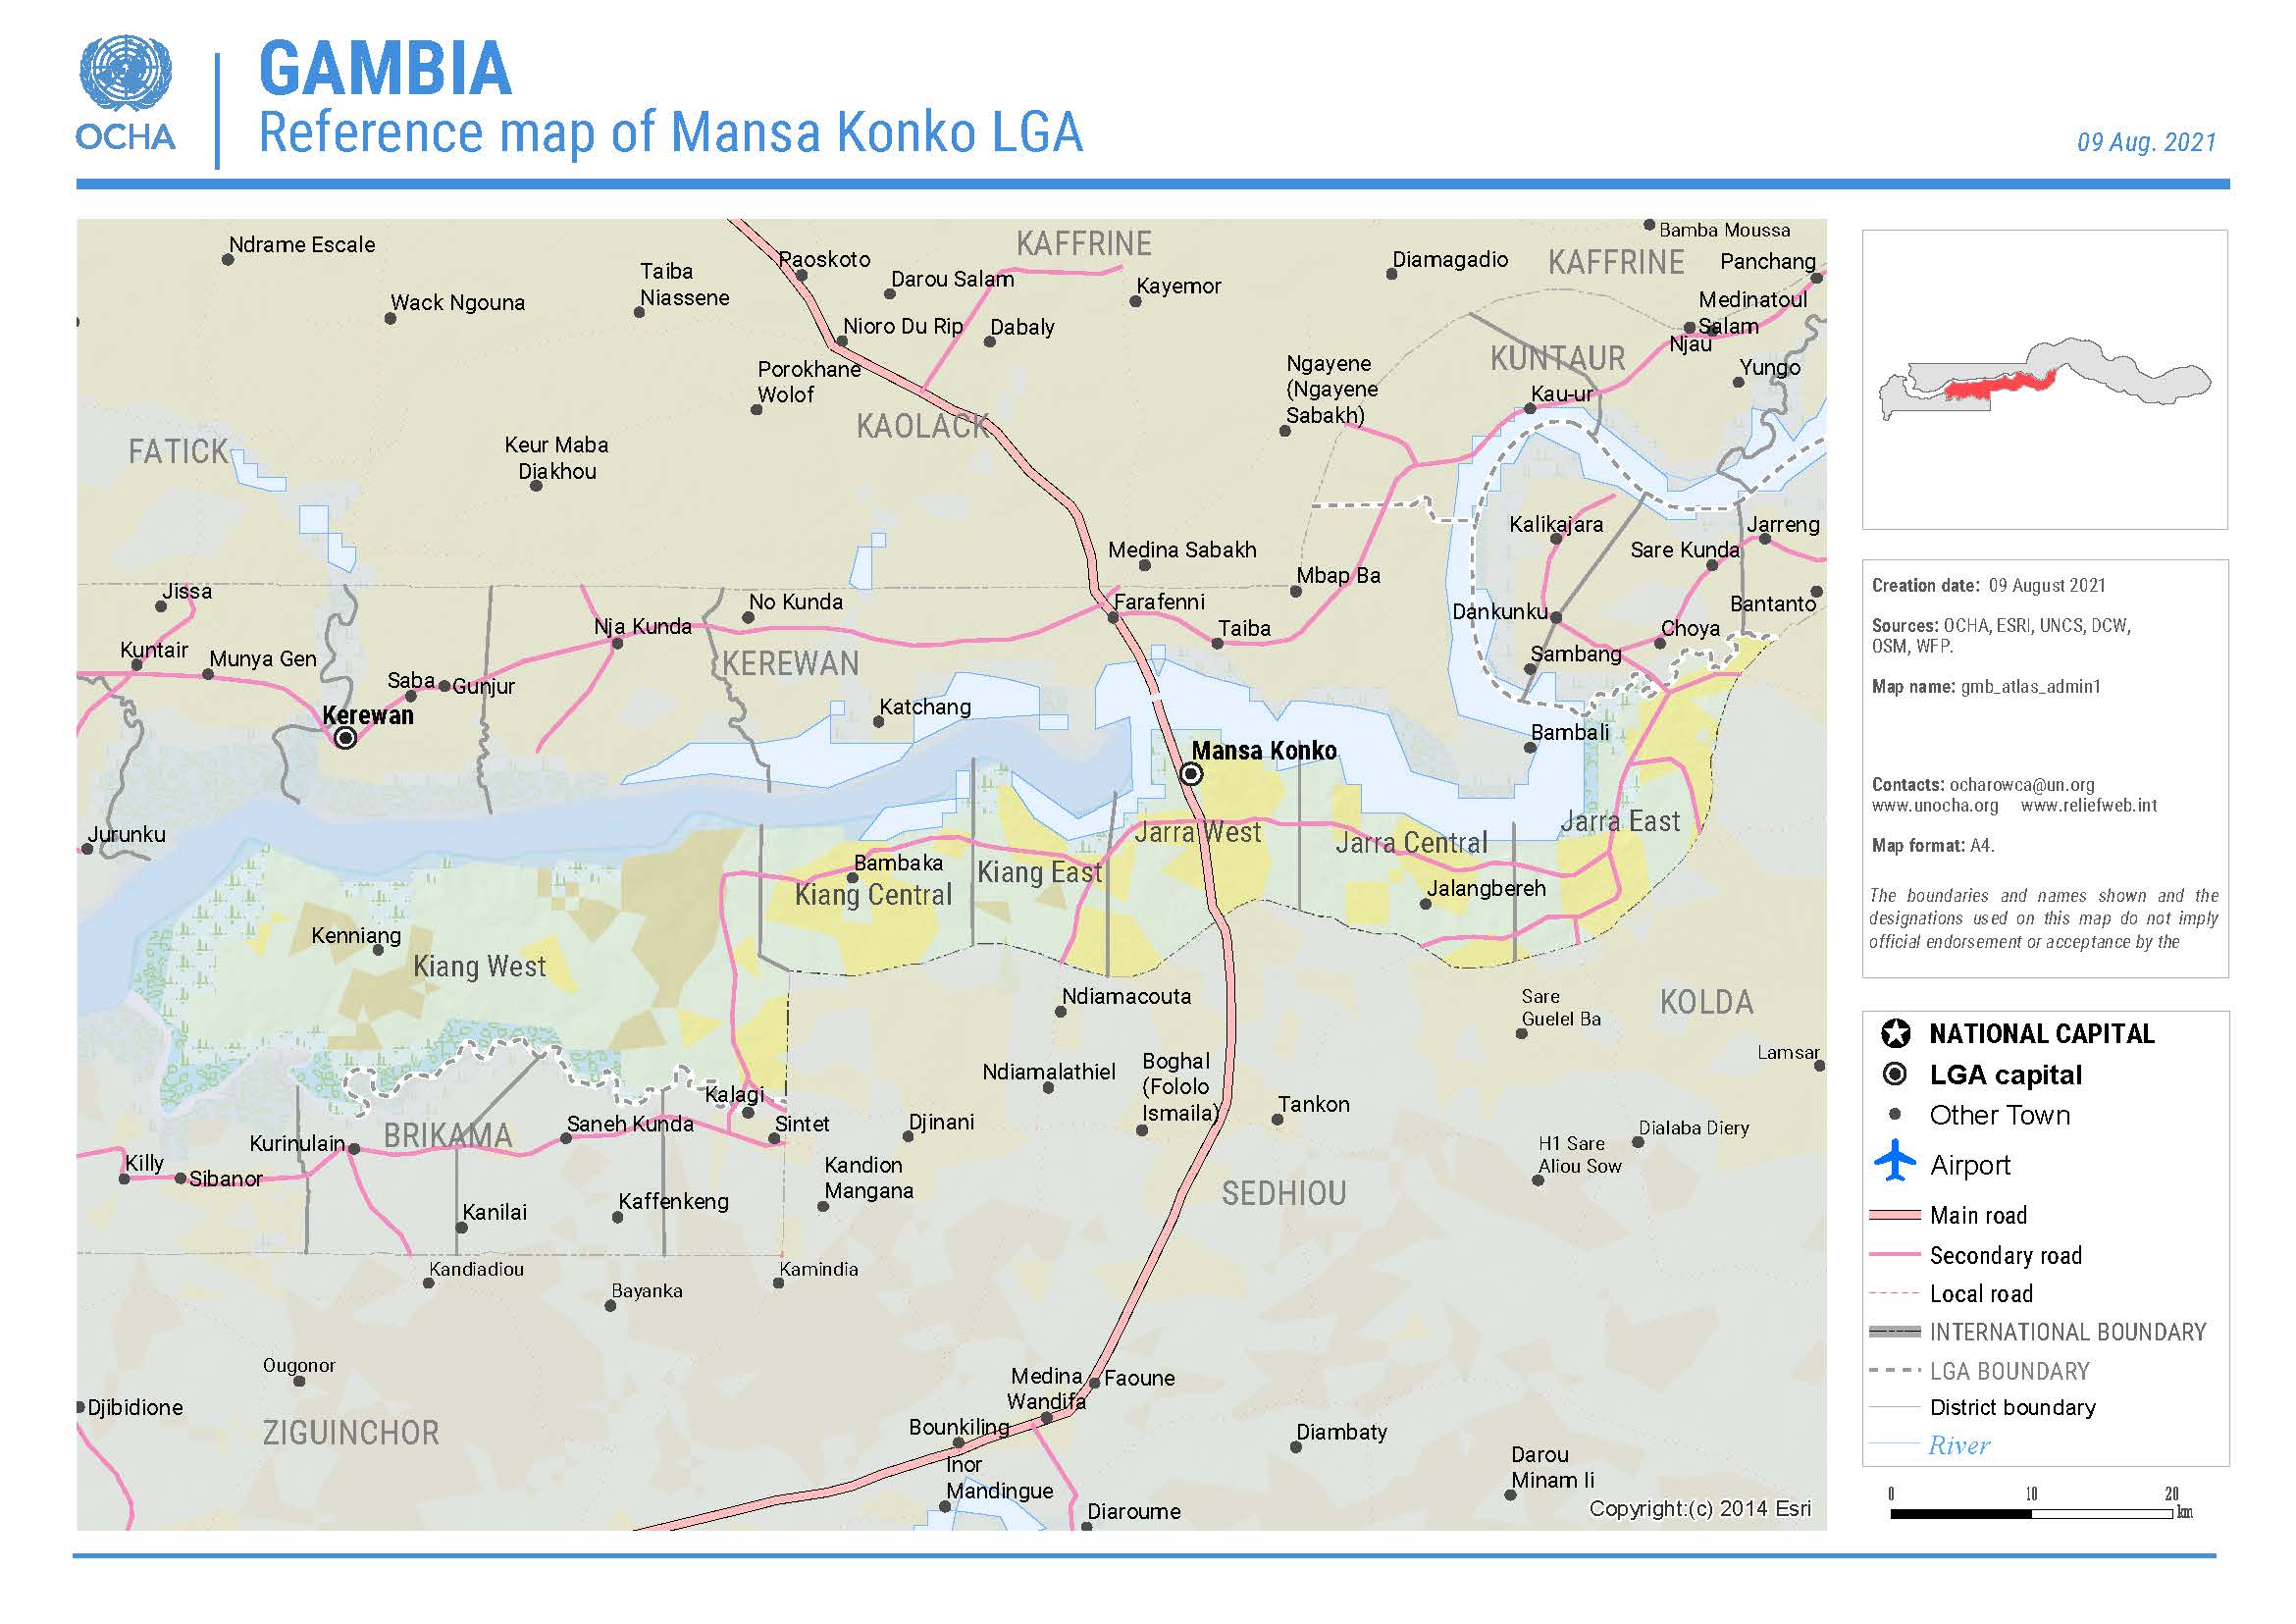 OCHA
GAMBIA
Reference map of Mansa Konko LGA
09 Aug. 2021
Ndrame Escale
Wack Ngouna
Taiba
Niassene
Paoskoto
Darou Salam
KAFFRINE
Kayemor
Nioro Du Rip
Dabaly
Porokhane
Wolof
Diamagadio
KAFFRINE
Bamba Moussa
Panchang
Medinatoul
Salam
Njau
Yungo
KUNTAUR
Kau-ur
Ngayene
(Ngayene
Sabakh)
FATICK
KAOLACK
Keur Maba
Diakhou
Kalikajara
Jarreng
Sare Kunda
Medina Sabakh
Mbap Ba
Jissa
No Kunda
Farafenni
Nja Kunda
Taiba
Dankunku
Choya
Bantanto
Kuntair
Munya Gen
KEREWAN
Sambang
Saba
Gunjur
Kerewan
Katchang
Bambali
Mansa Konko
Jurunku
Jarra West
Jarra Central
Jarra East
Bambaka
Kiang Central
Kiang East
Jalangbereh
Kenniang
Kiang West
Ndiamacouta
Sare
Guelel Ba
KOLDA
Lamsar
Ndiamalathiel
Boghal
(Fololo
Ismaila)
Kalagi
Tankon
Saneh Kunda
Sintet
Djinani
Kurinulain
BRIKAMA
Dialaba Diery
H1 Sare
Aliou Sow
Killy
Sibanor
Kandion
Mangana
SEDHIOU
Kanilai
Kaffenkeng
Kandiadiou
Kamindia
Bayanka
Ougonor
Medina
Wandifa
Faoune
Djibidione
ZIGUINCHOR
Bounkiling
Diambaty
Inor
Mandingue
Darou
Minam Ii
Diaroume
Copyright:(c) 2014 Esri
Creation date: 09 August 2021
Sources: OCHA, ESRI, UNCS, DCW,
OSM, WFP.
Map name: gmb_atlas_admin1
Contacts: ocharowca@un.org
www.unocha.org www.reliefweb.int
Map format: A4.
The boundaries and names shown and the
designations used on this map do not imply
official endorsement or acceptance by the
NATIONAL CAPITAL
LGA capital
Other Town
Airport
Main road
Secondary road
Local road
INTERNATIONAL BOUNDARY
LGA BOUNDARY
District boundary
River
0 10 20
km